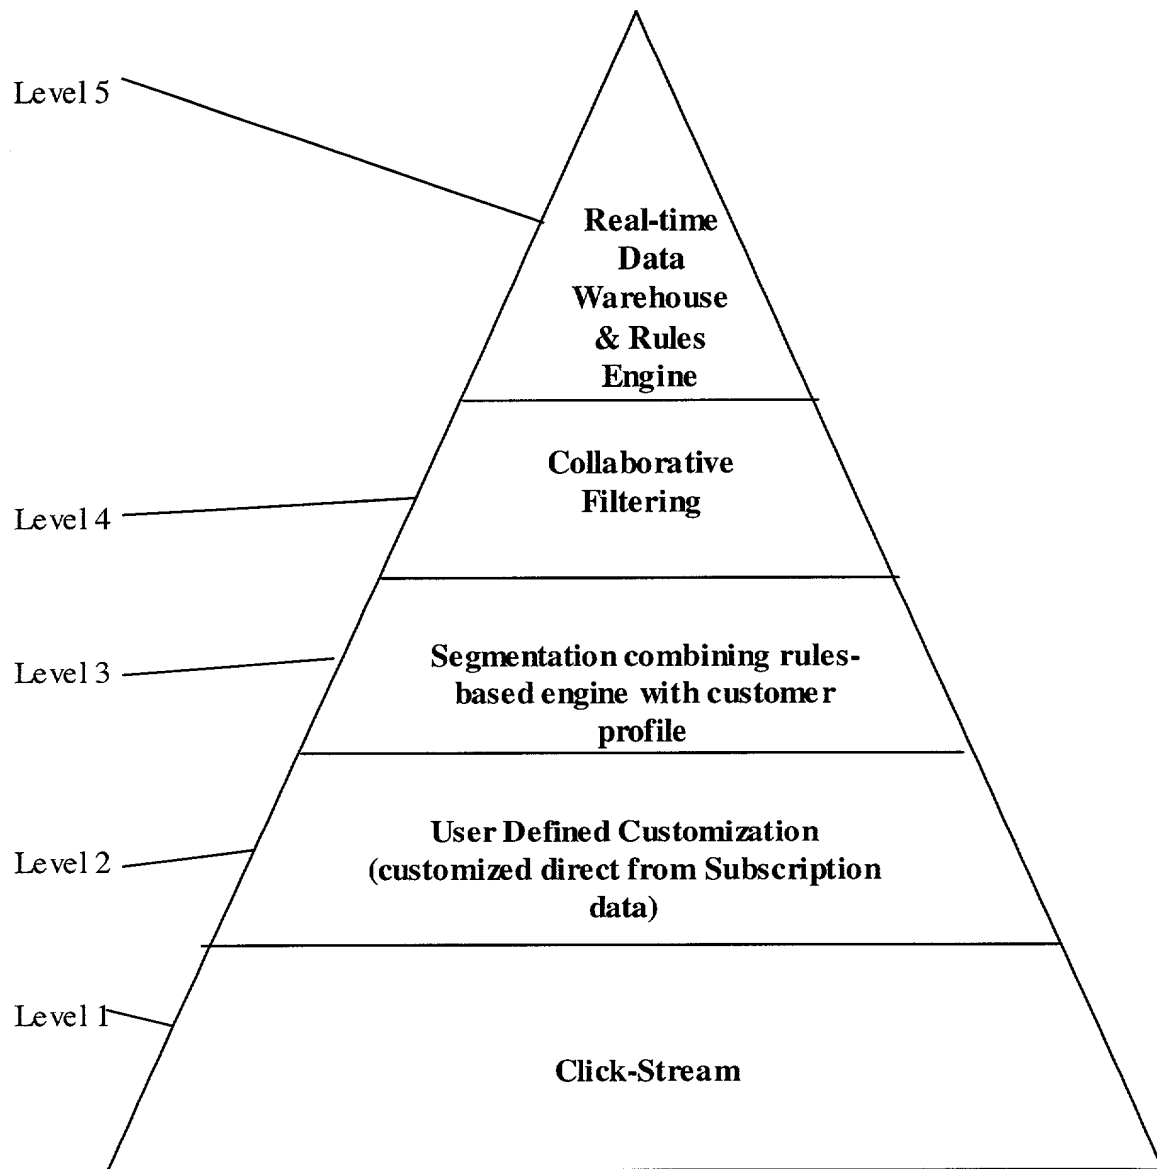 Level 5
Real-time
Data
Warehouse
& Rules
Engine
Collaborative
Filtering
Level 4
Segmentation combining rules-
based engine with customer
profile
Level 3
User Defined Customization
(customized direct from Subscription
data)
Level 2
Level 1
Click-Stream